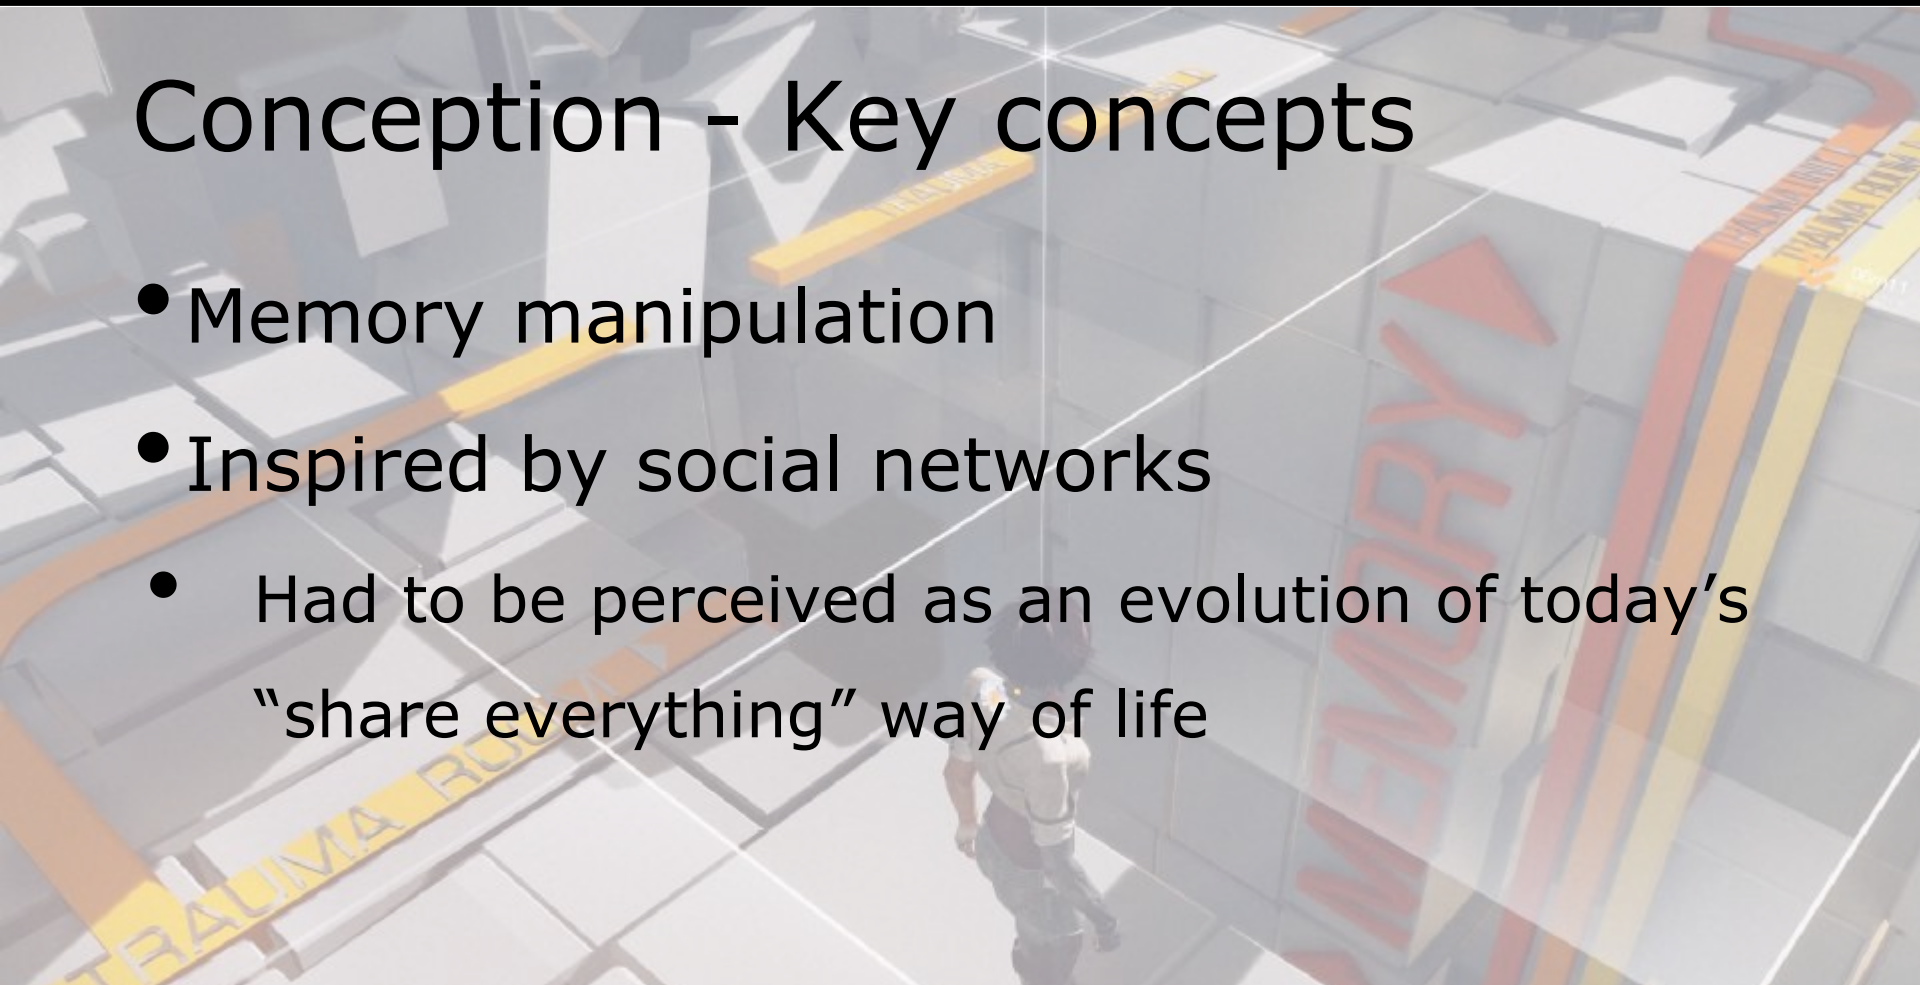 Conception - Key concepts
• Memory manipulation
• Inspired by social networks
• Had to be perceived as an evolution of today’s
“share everything” way of life
TRAUMA
MEMORY
TRAUMA